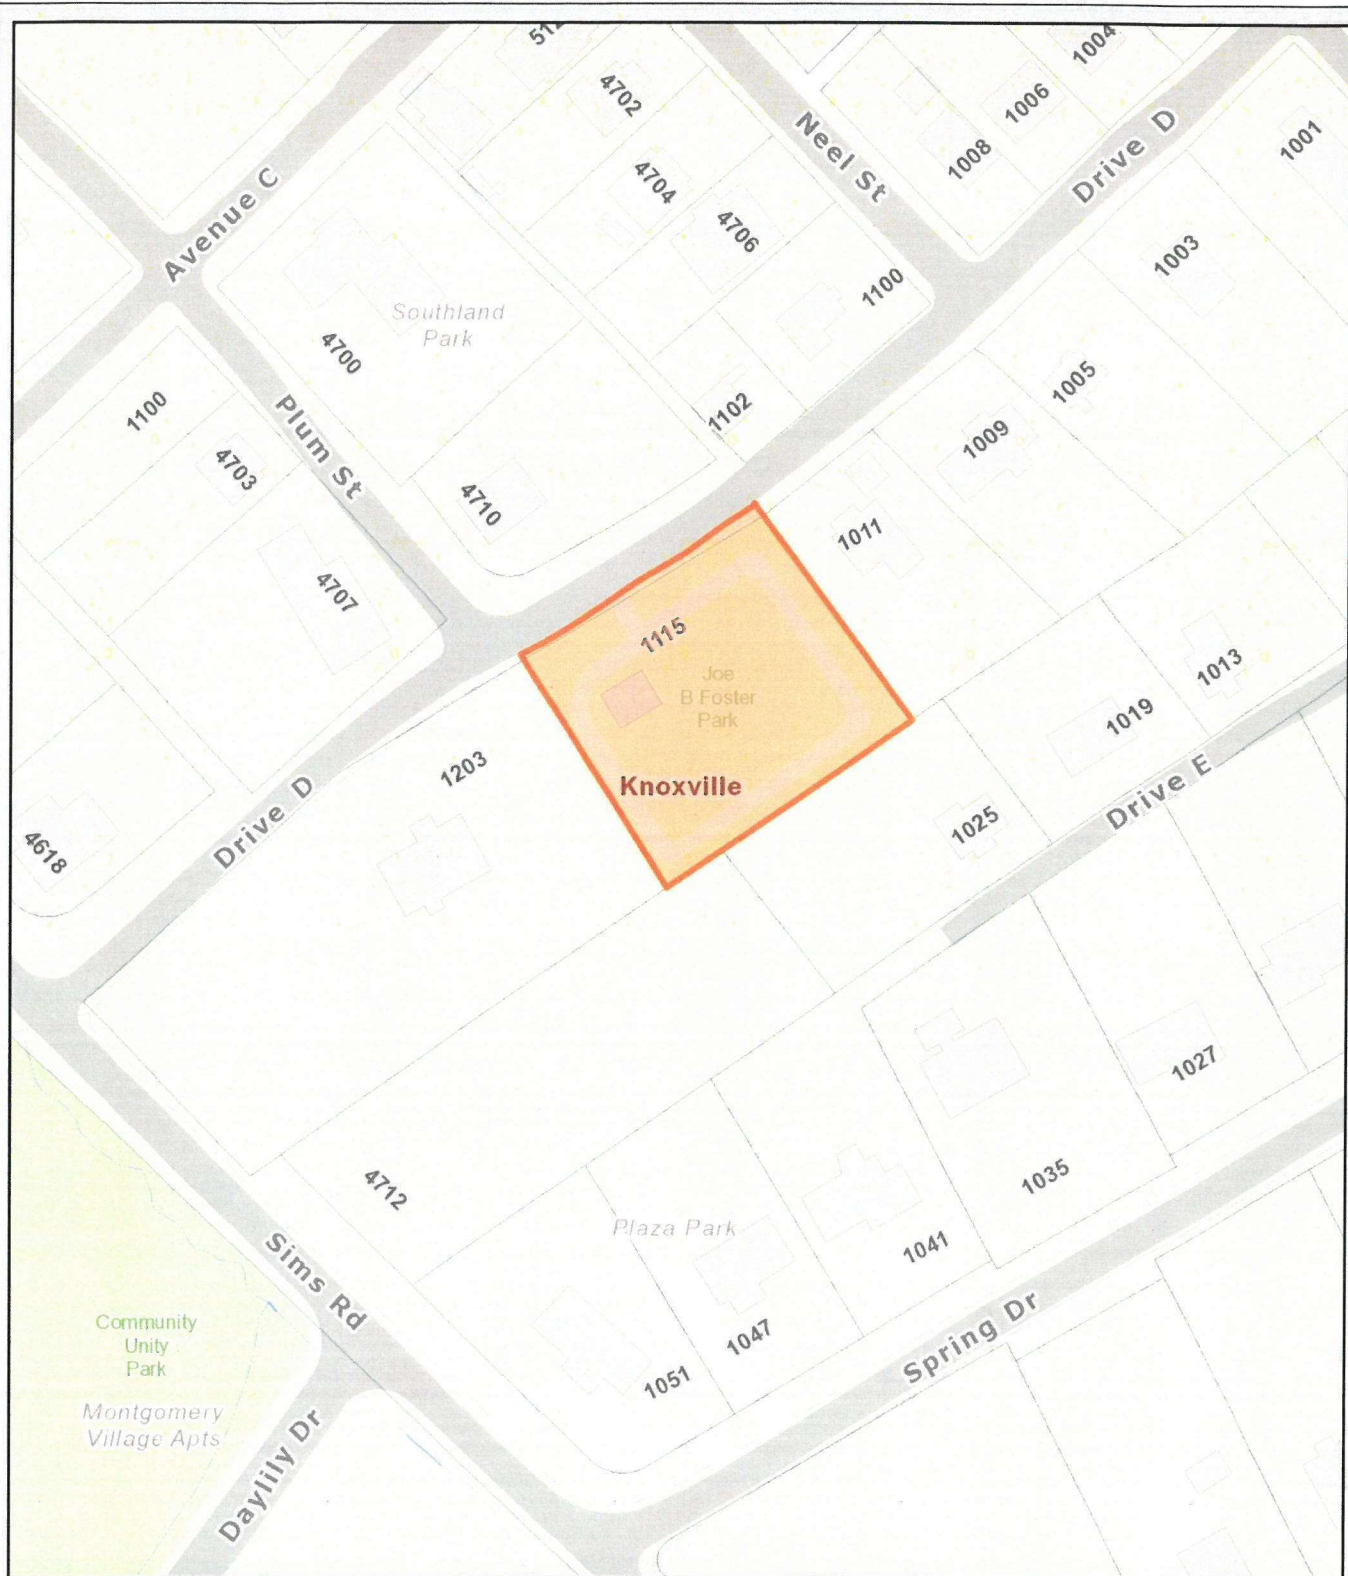 512
4702
1004
1006
1008
Neel St
Drive D
1001
4704
4706
Avenue C
1003
1100
Southland
Park
4700
1005
1102
1100
Plum St
1009
4703
4710
1011
4707
1115
Joe
B Foster
Park
1013
1019
1203
Knoxville
Drive E
Drive D
1025
4618
1027
1035
4712
Plaza Park
1041
Sims Rd
Community
Unity
Park
1047
Spring Dr
1051
Montgomery
Village Apts
Daylily Dr